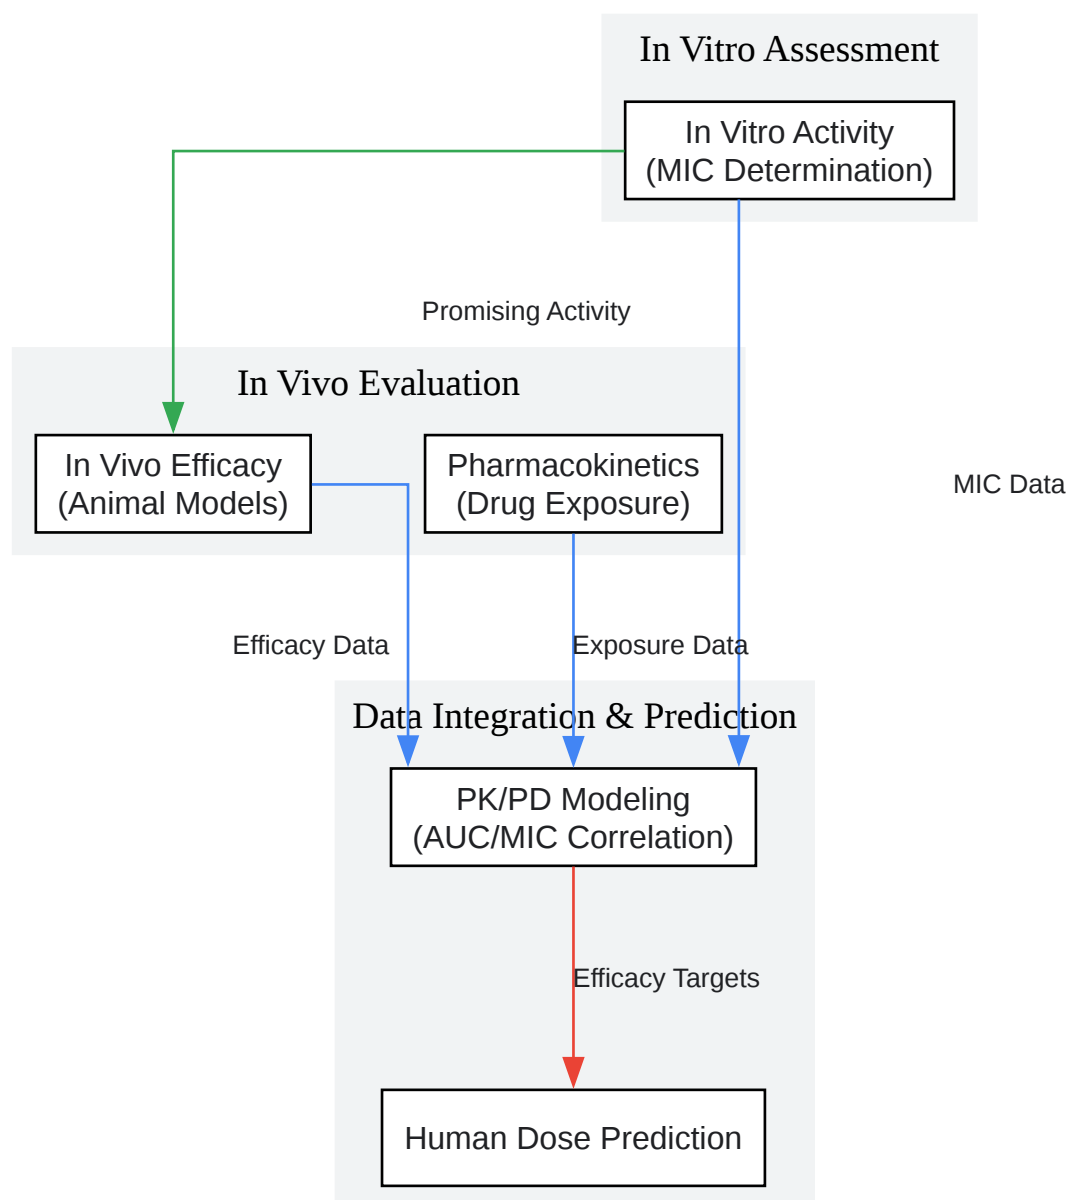 In Vitro Assessment
In Vitro Activity
(MIC Determination)
Promising Activity
In Vivo Evaluation
In Vivo Efficacy
(Animal Models)
Pharmacokinetics
(Drug Exposure)
MIC Data
Efficacy Data
Exposure Data
Data Integration & Prediction
PK/PD Modeling
(AUC/MIC Correlation)
Efficacy Targets
Human Dose Prediction